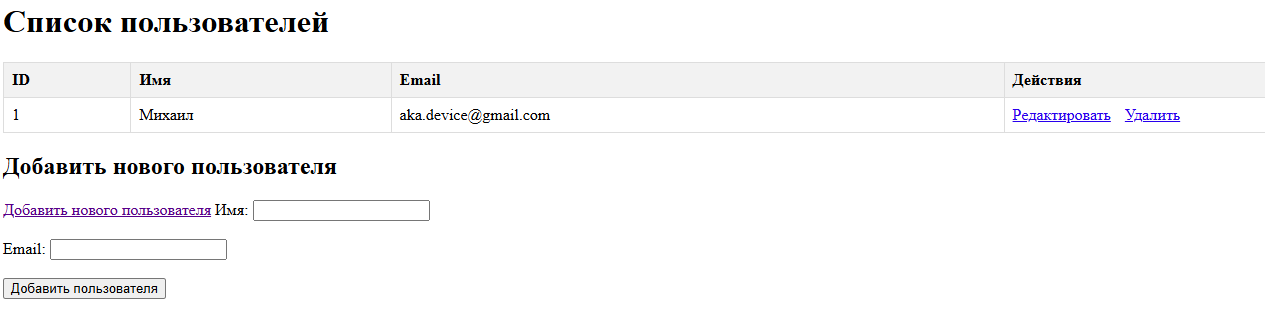 Список пользователей
ID Имя Email Действия
1 Михаил aka.device@gmail.com Редактировать Удалить
Добавить нового пользователя
Добавить нового пользователя Имя:
Email:
Добавить пользователя